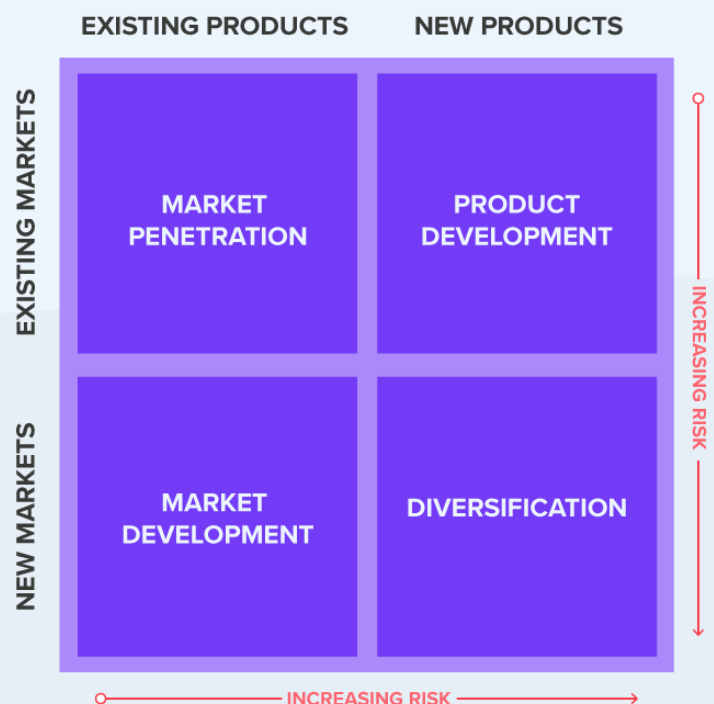 EXISTING PRODUCTS
NEW PRODUCTS
EXISTING MARKETS
MARKET
PENETRATION
PRODUCT
DEVELOPMENT
INCREASING RISK
NEW MARKETS
MARKET
DEVELOPMENT
DIVERSIFICATION
INCREASING RISK